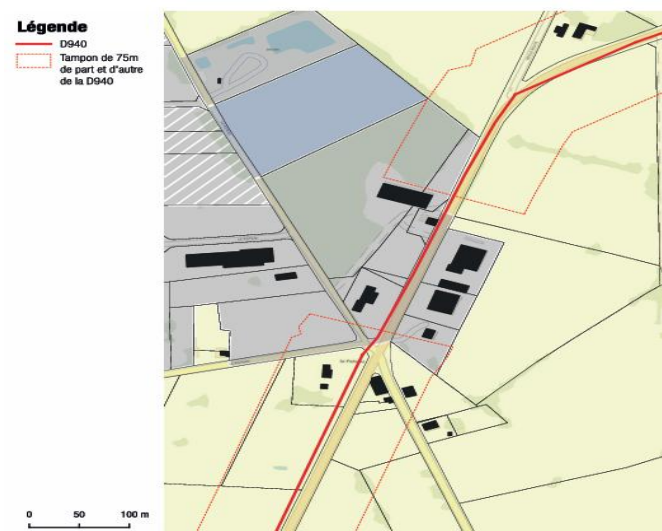 Légende
D940
Tampon de 75m
de part et d'autre
de la D940
0 50 100 m